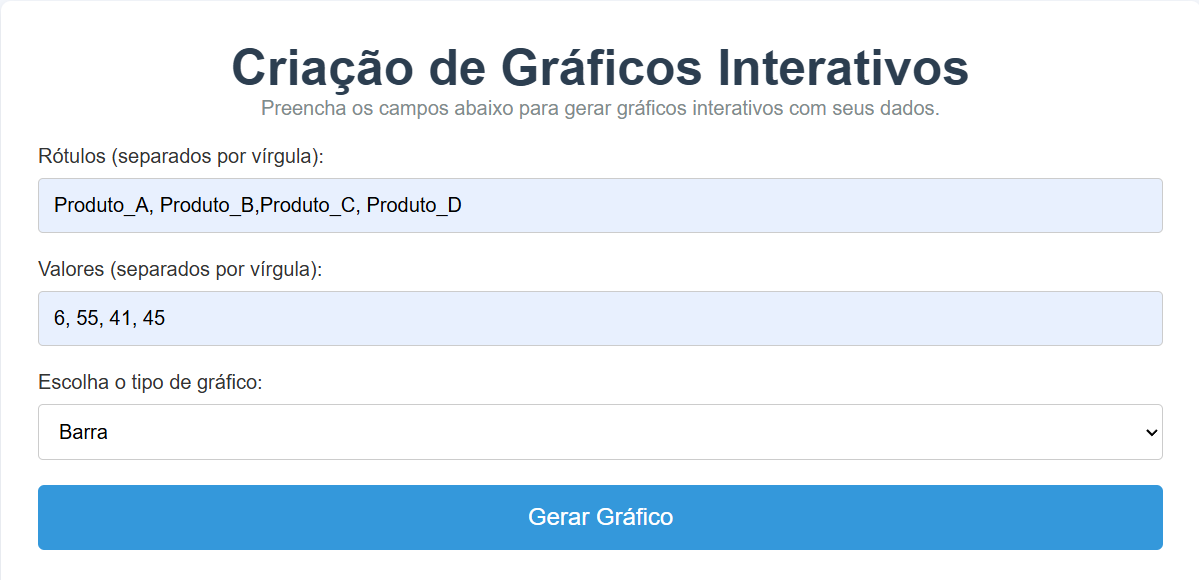 Criação de Gráficos Interativos
Preencha os campos abaixo para gerar gráficos interativos com seus dados.
Rótulos (separados por vírgula):
Produto_A, Produto_B,Produto_C, Produto_D
Valores (separados por vírgula):
6, 55, 41, 45
Escolha o tipo de gráfico:
Barra
Gerar Gráfico